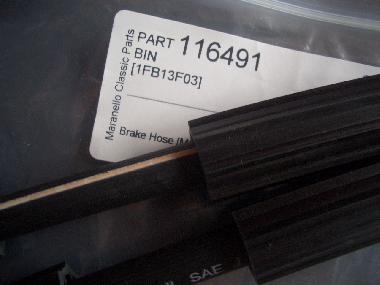 Maranello Classic Parts
PART 116491
BIN
[1FB13F03]
Brake Hose
SAE